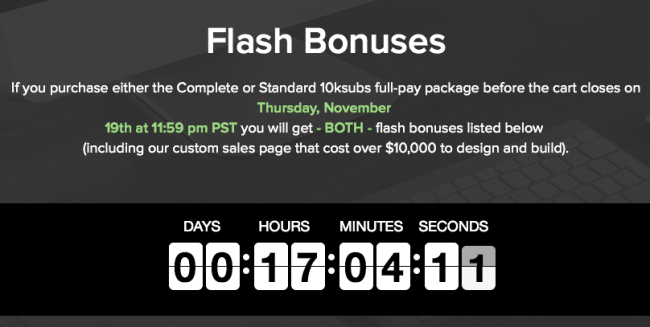 Flash Bonuses
If you purchase either the Complete or Standard 10ksubs full-pay package before the cart closes on
Thursday, November
19th at 11:59 pm PST you will get - BOTH - flash bonuses listed below
(including our custom sales page that cost over $10,000 to design and build).
DAYS HOURS MINUTES SECONDS
00:17:04:11